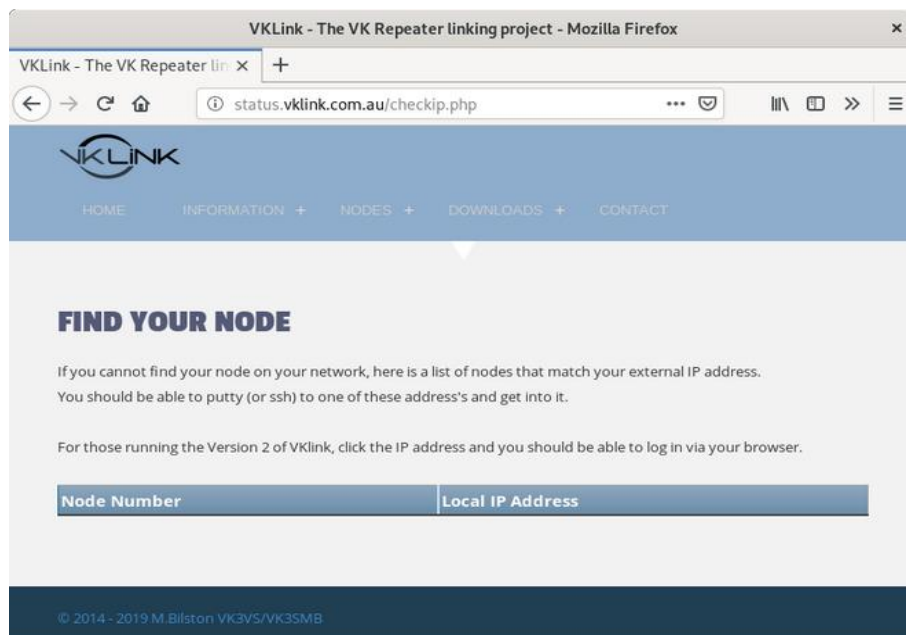 VKLink - The VK Repeater linking project - Mozilla Firefox
VKLink - The VK Repeater lin
status.vklink.com.au/checkip.php
VKLiNK
HOME INFORMATION + NODES + DOWNLOADS + CONTACT
FIND YOUR NODE
If you cannot find your node on your network, here is a list of nodes that match your external IP address.
You should be able to putty (or ssh) to one of these address's and get into it.
For those running the Version 2 of VKlink, click the IP address and you should be able to log in via your browser.
Node Number Local IP Address
© 2014 - 2019 M.Bilston VK3VS/VK3SMB